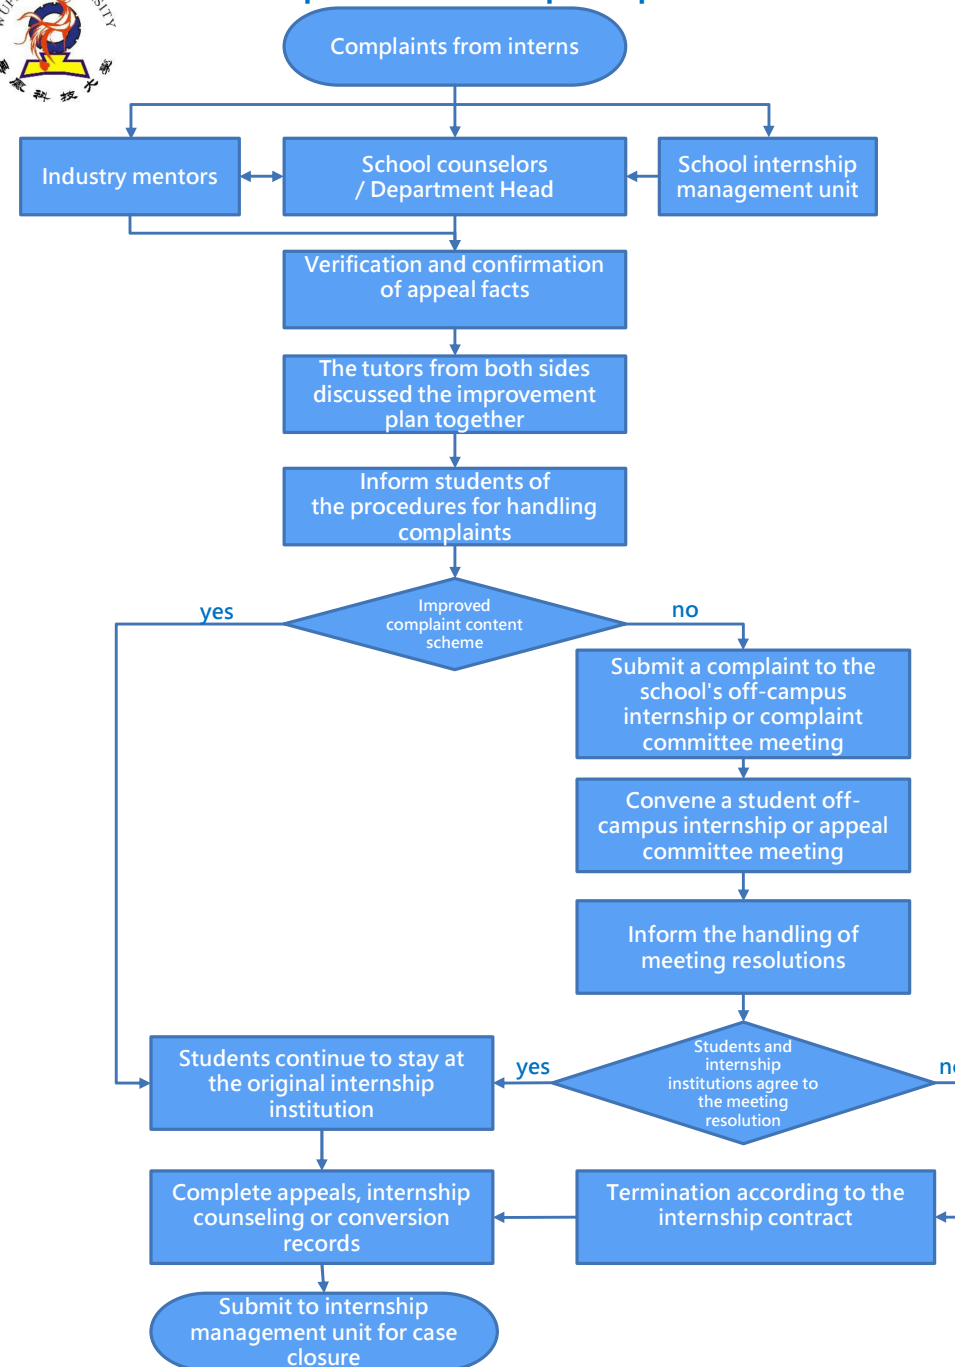 Complaints from interns
Industry mentors
School counselors
/ Department Head
School internship
management unit
Verification and confirmation
of appeal facts
The tutors from both sides
discussed the improvement
plan together
Inform students of
the procedures for handling
complaints
Improved
complaint content
scheme
yes
no
Submit a complaint to the
school's off-campus
internship or complaint
committee meeting
Convene a student off-
campus internship or appeal
committee meeting
Inform the handling of
meeting resolutions
Students and
internship
institutions agree to
the meeting
resolution
yes
Students continue to stay at
the original internship
institution
Complete appeals, internship
counseling or conversion
records
Termination according to the
internship contract
Submit to internship
management unit for case
closure
科技大學